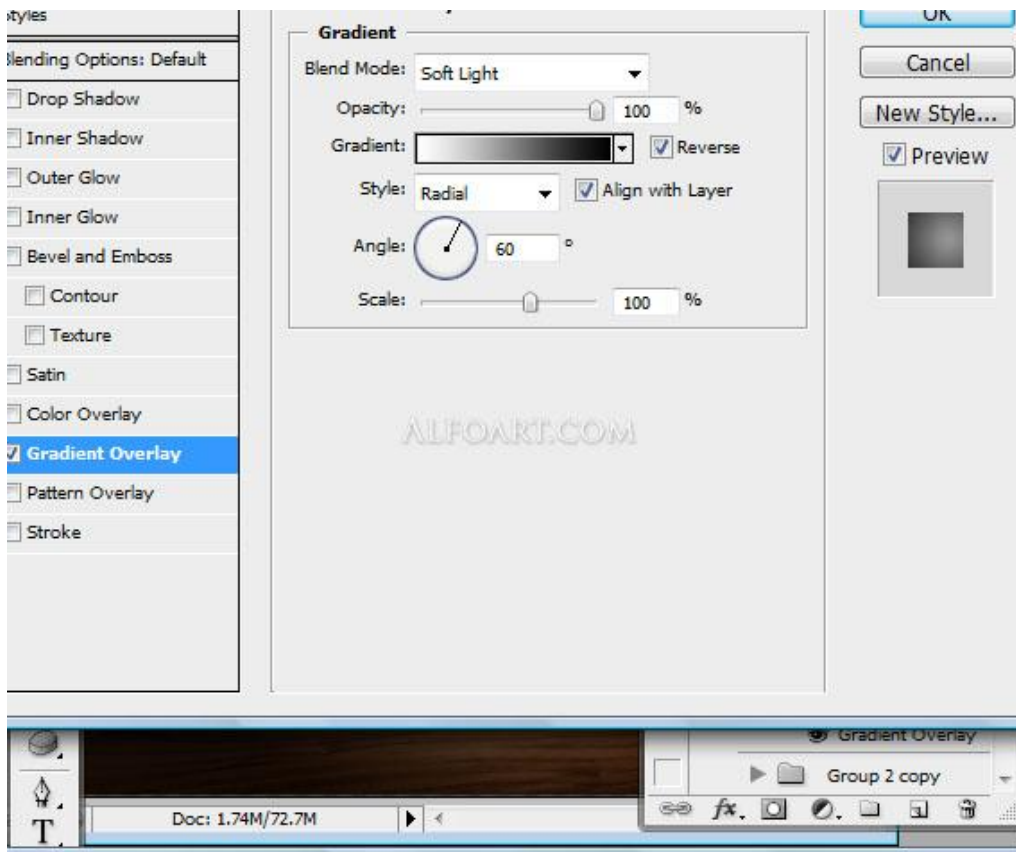 Styles
Blending Options: Default
Drop Shadow
Inner Shadow
Outer Glow
Inner Glow
Bevel and Emboss
Contour
Texture
Satin
Color Overlay
Gradient Overlay
Pattern Overlay
Stroke
Gradient
Blend Mode: Soft Light
Opacity: 100 %
Gradient: Reverse
Style: Radial Align with Layer
Angle: 60 °
Scale: 100 %
ALFOART.COM
OK
Cancel
New Style...
Preview
Gradient Overlay
Group 2 copy
fx.
T
Doc: 1.74M/72.7M